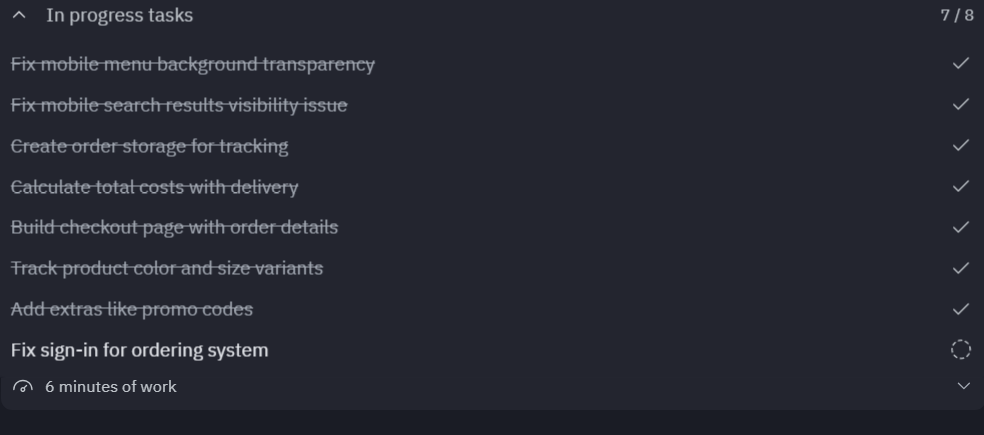 In progress tasks 7 / 8
Fix mobile menu background transparency
Fix mobile search results visibility issue
Create order storage for tracking
Calculate total costs with delivery
Build checkout page with order details
Track product color and size variants
Add extras like promo codes
Fix sign-in for ordering system
6 minutes of work